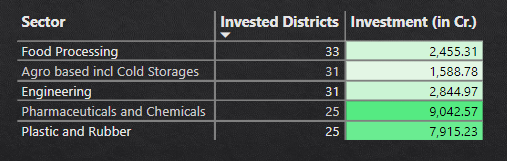 Sector Invested Districts Investment (in Cr.)
Food Processing 33 2,455.31
Agro based incl Cold Storages 31 1,588.78
Engineering 31 2,844.97
Pharmaceuticals and Chemicals 25 9,042.57
Plastic and Rubber 25 7,915.23